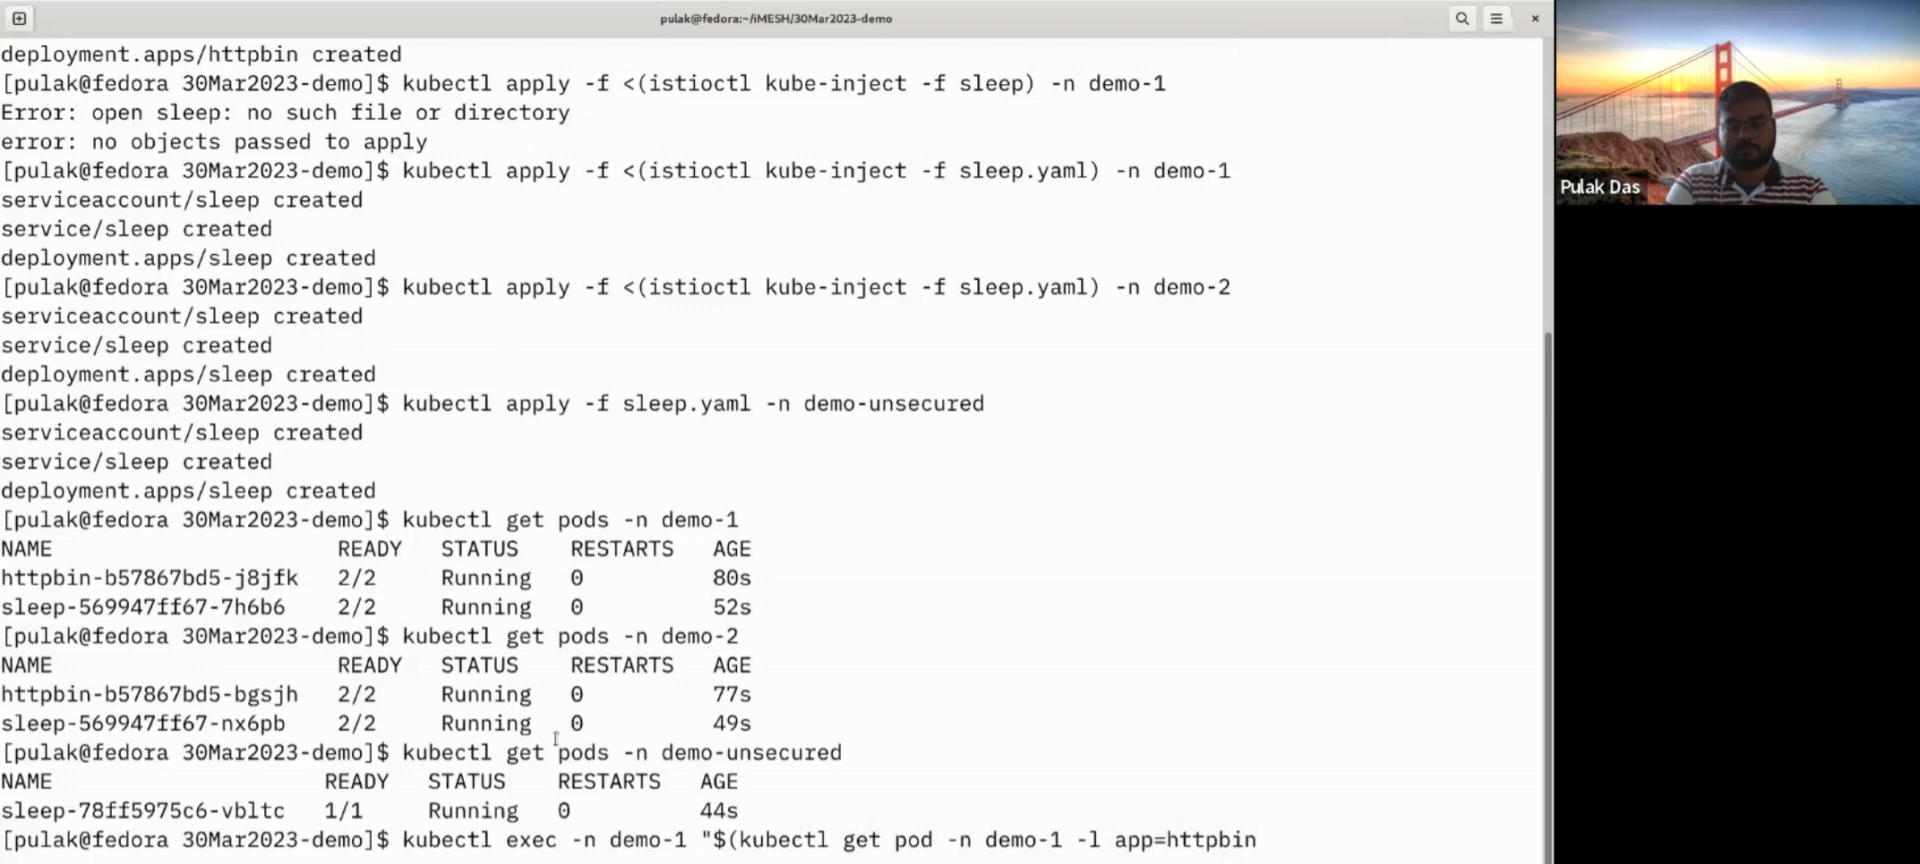 pulak@fedora:~/iMESH/30Mar2023-demo
deployment.apps/httpbin created
[pulak@fedora 30Mar2023-demo]$ kubectl apply -f <(istioctl kube-inject -f sleep) -n demo-1
Error: open sleep: no such file or directory
error: no objects passed to apply
[pulak@fedora 30Mar2023-demo]$ kubectl apply -f <(istioctl kube-inject -f sleep.yaml) -n demo-1
serviceaccount/sleep created
service/sleep created
deployment.apps/sleep created
[pulak@fedora 30Mar2023-demo]$ kubectl apply -f <(istioctl kube-inject -f sleep.yaml) -n demo-2
serviceaccount/sleep created
service/sleep created
deployment.apps/sleep created
[pulak@fedora 30Mar2023-demo]$ kubectl apply -f sleep.yaml -n demo-unsecured
serviceaccount/sleep created
service/sleep created
deployment.apps/sleep created
[pulak@fedora 30Mar2023-demo]$ kubectl get pods -n demo-1
NAME READY STATUS RESTARTS AGE
httpbin-b57867bd5-j8jfk 2/2 Running 0 80s
sleep-569947ff67-7h6b6 2/2 Running 0 52s
[pulak@fedora 30Mar2023-demo]$ kubectl get pods -n demo-2
NAME READY STATUS RESTARTS AGE
httpbin-b57867bd5-bgsjh 2/2 Running 0 77s
sleep-569947ff67-nx6pb 2/2 Running 0 49s
[pulak@fedora 30Mar2023-demo]$ kubectl get pods -n demo-unsecured
NAME READY STATUS RESTARTS AGE
sleep-78ff5975c6-vbltc 1/1 Running 0 44s
[pulak@fedora 30Mar2023-demo]$ kubectl exec -n demo-1 "$(kubectl get pod -n demo-1 -l app=httpbin
Pulak Das